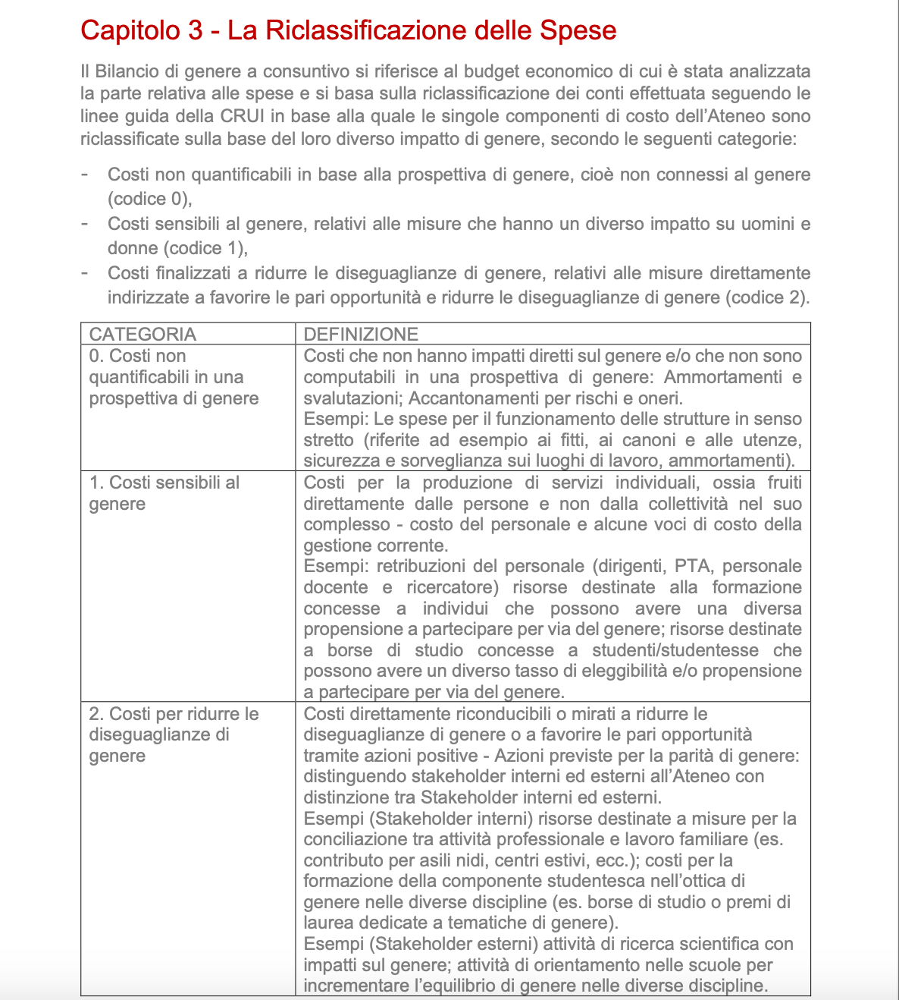 Capitolo 3 - La Riclassificazione delle Spese
Il Bilancio di genere a consuntivo si riferisce al budget economico di cui è stata analizzata
la parte relativa alle spese e si basa sulla riclassificazione dei conti effettuata seguendo le
linee guida della CRUI in base alla quale le singole componenti di costo dell’Ateneo sono
riclassificate sulla base del loro diverso impatto di genere, secondo le seguenti categorie:
- Costi non quantificabili in base alla prospettiva di genere, cioè non connessi al genere
(codice 0),
- Costi sensibili al genere, relativi alle misure che hanno un diverso impatto su uomini e
donne (codice 1),
- Costi finalizzati a ridurre le diseguaglianze di genere, relativi alle misure direttamente
indirizzate a favorire le pari opportunità e ridurre le diseguaglianze di genere (codice 2).
CATEGORIA
DEFINIZIONE
0. Costi non
quantificabili in una
prospettiva di genere
Costi che non hanno impatti diretti sul genere e/o che non sono
computabili in una prospettiva di genere: Ammortamenti e
svalutazioni; Accantonamenti per rischi e oneri.
Esempi: Le spese per il funzionamento delle strutture in senso
stretto (riferite ad esempio ai fitti, ai canoni e alle utenze,
sicurezza e sorveglianza sui luoghi di lavoro, ammortamenti).
1. Costi sensibili al
genere
Costi per la produzione di servizi individuali, ossia fruiti
direttamente dalle persone e non dalla collettività nel suo
complesso - costo del personale e alcune voci di costo della
gestione corrente.
Esempi: retribuzioni del personale (dirigenti, PTA, personale
docente e ricercatore) risorse destinate alla formazione
concesse a individui che possono avere una diversa
propensione a partecipare per via del genere; risorse destinate
a borse di studio concesse a studenti/studentesse che
possono avere un diverso tasso di eleggibilità e/o propensione
a partecipare per via del genere.
2. Costi per ridurre le
diseguaglianze di
genere
Costi direttamente riconducibili o mirati a ridurre le
diseguaglianze di genere o a favorire le pari opportunità
tramite azioni positive - Azioni previste per la parità di genere:
distinguendo stakeholder interni ed esterni all’Ateneo con
distinzione tra Stakeholder interni ed esterni.
Esempi (Stakeholder interni) risorse destinate a misure per la
conciliazione tra attività professionale e lavoro familiare (es.
contributo per asili nidi, centri estivi, ecc.); costi per la
formazione della componente studentesca nell’ottica di
genere nelle diverse discipline (es. borse di studio o premi di
laurea dedicate a tematiche di genere).
Esempi (Stakeholder esterni) attività di ricerca scientifica con
impatti sul genere; attività di orientamento nelle scuole per
incrementare l’equilibrio di genere nelle diverse discipline.